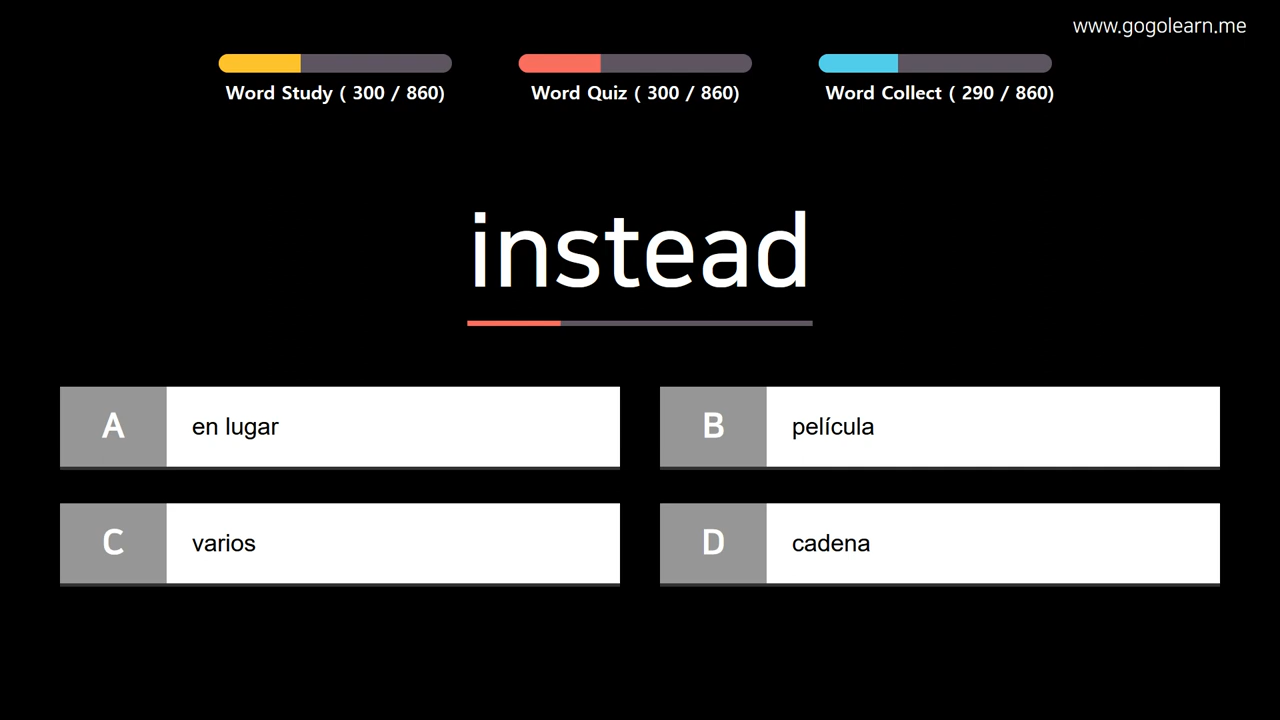 www.gogolearn.me
Word Study ( 300 / 860)
Word Quiz ( 300 / 860)
Word Collect ( 290 / 860)
instead
A
en lugar
B
película
C
varios
D
cadena